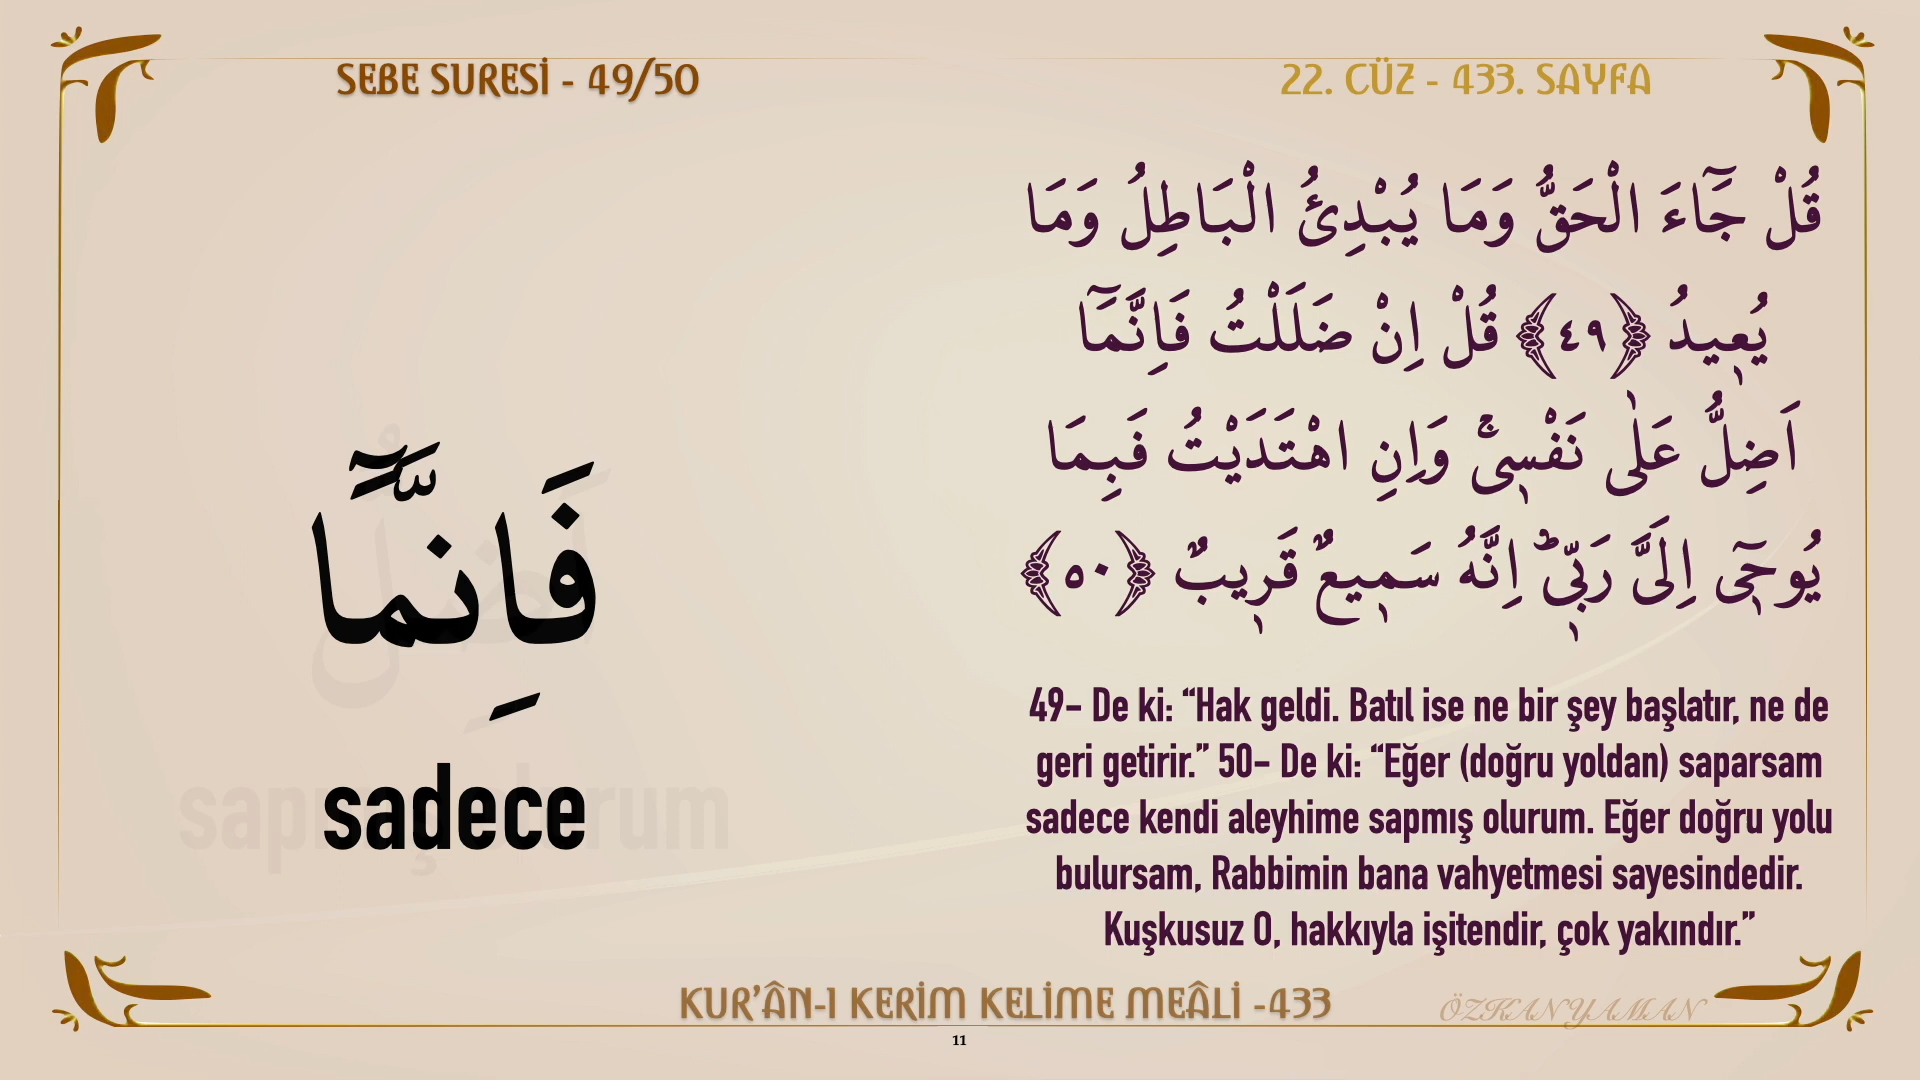 SEBE SURESİ - 49/50
22. CÜZ - 433. SAYFA
قُلْ جَٓاءَ الْحَقُّ وَمَا يُبْدِئُ الْبَاطِلُ وَمَا
يُع۪يدُ ﴿٤٩﴾ قُلْ اِنْ ضَلَلْتُ فَاِنَّمَٓا
اَضِلُّ عَلٰى نَفْس۪يۚ وَاِنِ اهْتَدَيْتُ فَبِمَا
يُوح۪ٓي اِلَيَّ رَبّ۪يۜ اِنَّهُ سَم۪يعٌ قَر۪يبٌ ﴿٥٠﴾
فَاِنَّمَٓا
sadece
49– De ki: “Hak geldi. Batıl ise ne bir şey başlatır, ne de
geri getirir.” 50– De ki: “Eğer (doğru yoldan) saparsam
sadece kendi aleyhime sapmış olurum. Eğer doğru yolu
bulursam, Rabbimin bana vahyetmesi sayesindedir.
Kuşkusuz O, hakkıyla işitendir, çok yakındır.”
KUR’ÂN-I KERİM KELİME MEÂLİ -433
ÖZKAN YAMAN
11